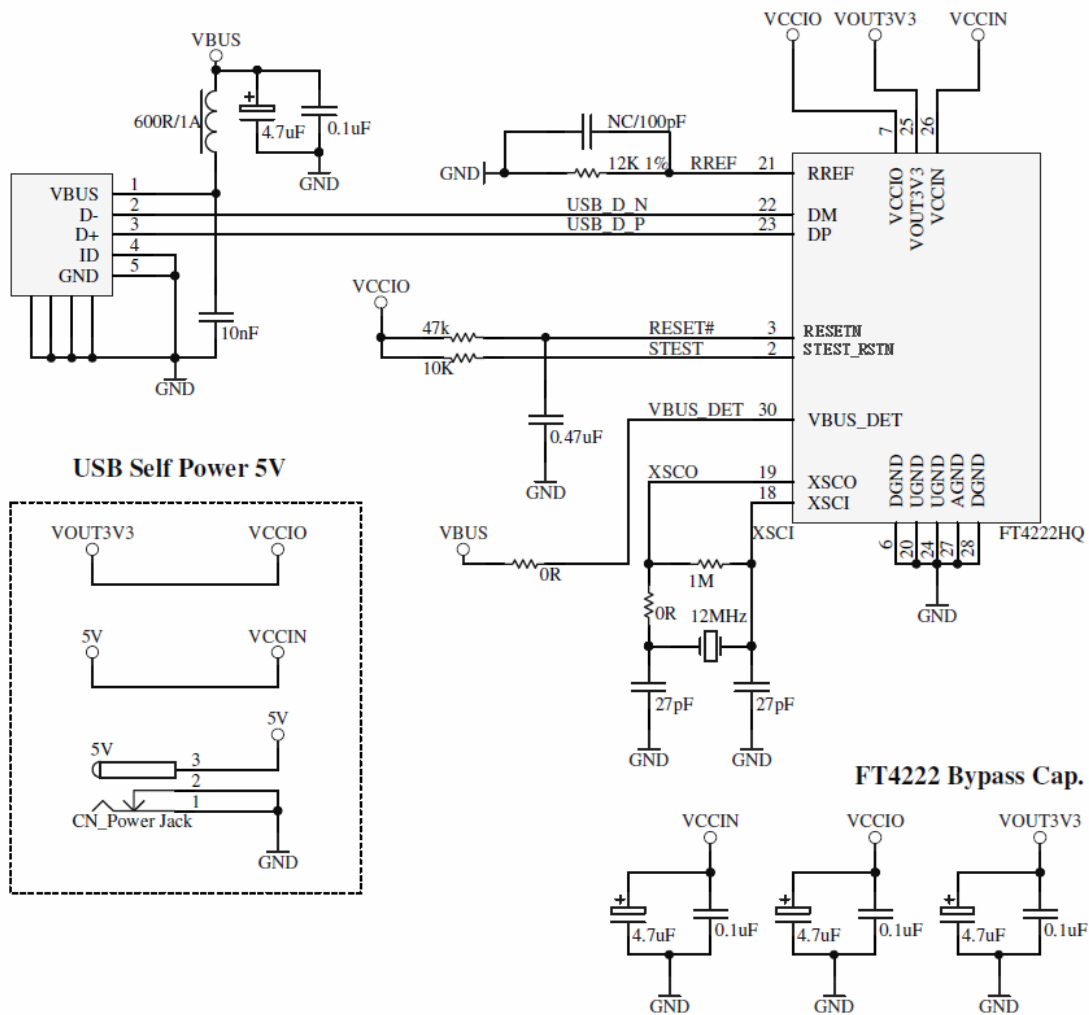 VCCIO VOUT3V3 VCCIN
VBUS
600R/1A
+
4.7uF
0.1uF
GND
NC/100pF
GND
12K 1%
RREF
21
RREF
7
25
26
VCCIO
VOUT3V3
VCCIN
VBUS 1
D- 2
D+ 3
ID 4
GND 5
USB_D_N
22
DM
USB_D_P
23
DP
10nF
GND
VCCIO
47k
RESET#
3
RESETN
10K
STEST
2
STEST_RSTN
0.47uF
GND
VBUS_DET
30
VBUS_DET
XSCO
19
XSCO
18
XSCI
XSCI
DGND
UGND
UGND
AGND
DGND
6
20
24
27
28
FT4222HQ
GND
VBUS
0R
1M
0R
12MHz
27pF
27pF
GND
GND
USB Self Power 5V
VOUT3V3 VCCIO
5V VCCIN
5V
5V
3
2
1
CN_Power Jack
GND
FT4222 Bypass Cap.
VCCIN VCCIO VOUT3V3
+
4.7uF
0.1uF
GND
+
4.7uF
0.1uF
GND
+
4.7uF
0.1uF
GND